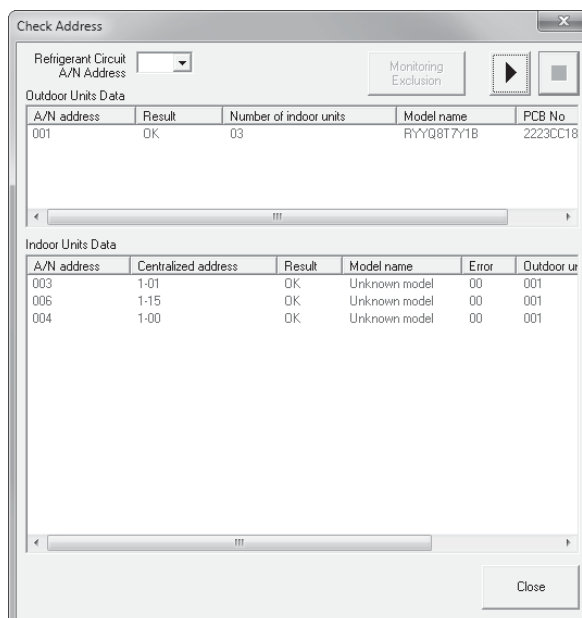 Check Address
Refrigerant Circuit
A/N Address
Monitoring
Exclusion
Outdoor Units Data
A/N address Result Number of indoor units Model name PCB No
001 OK 03 RYYQ8T7Y1B 2223CC18
Indoor Units Data
A/N address Centralized address Result Model name Error Outdoor ur
003 1-01 OK Unknown model 00 001
006 1-15 OK Unknown model 00 001
004 1-00 OK Unknown model 00 001
Close